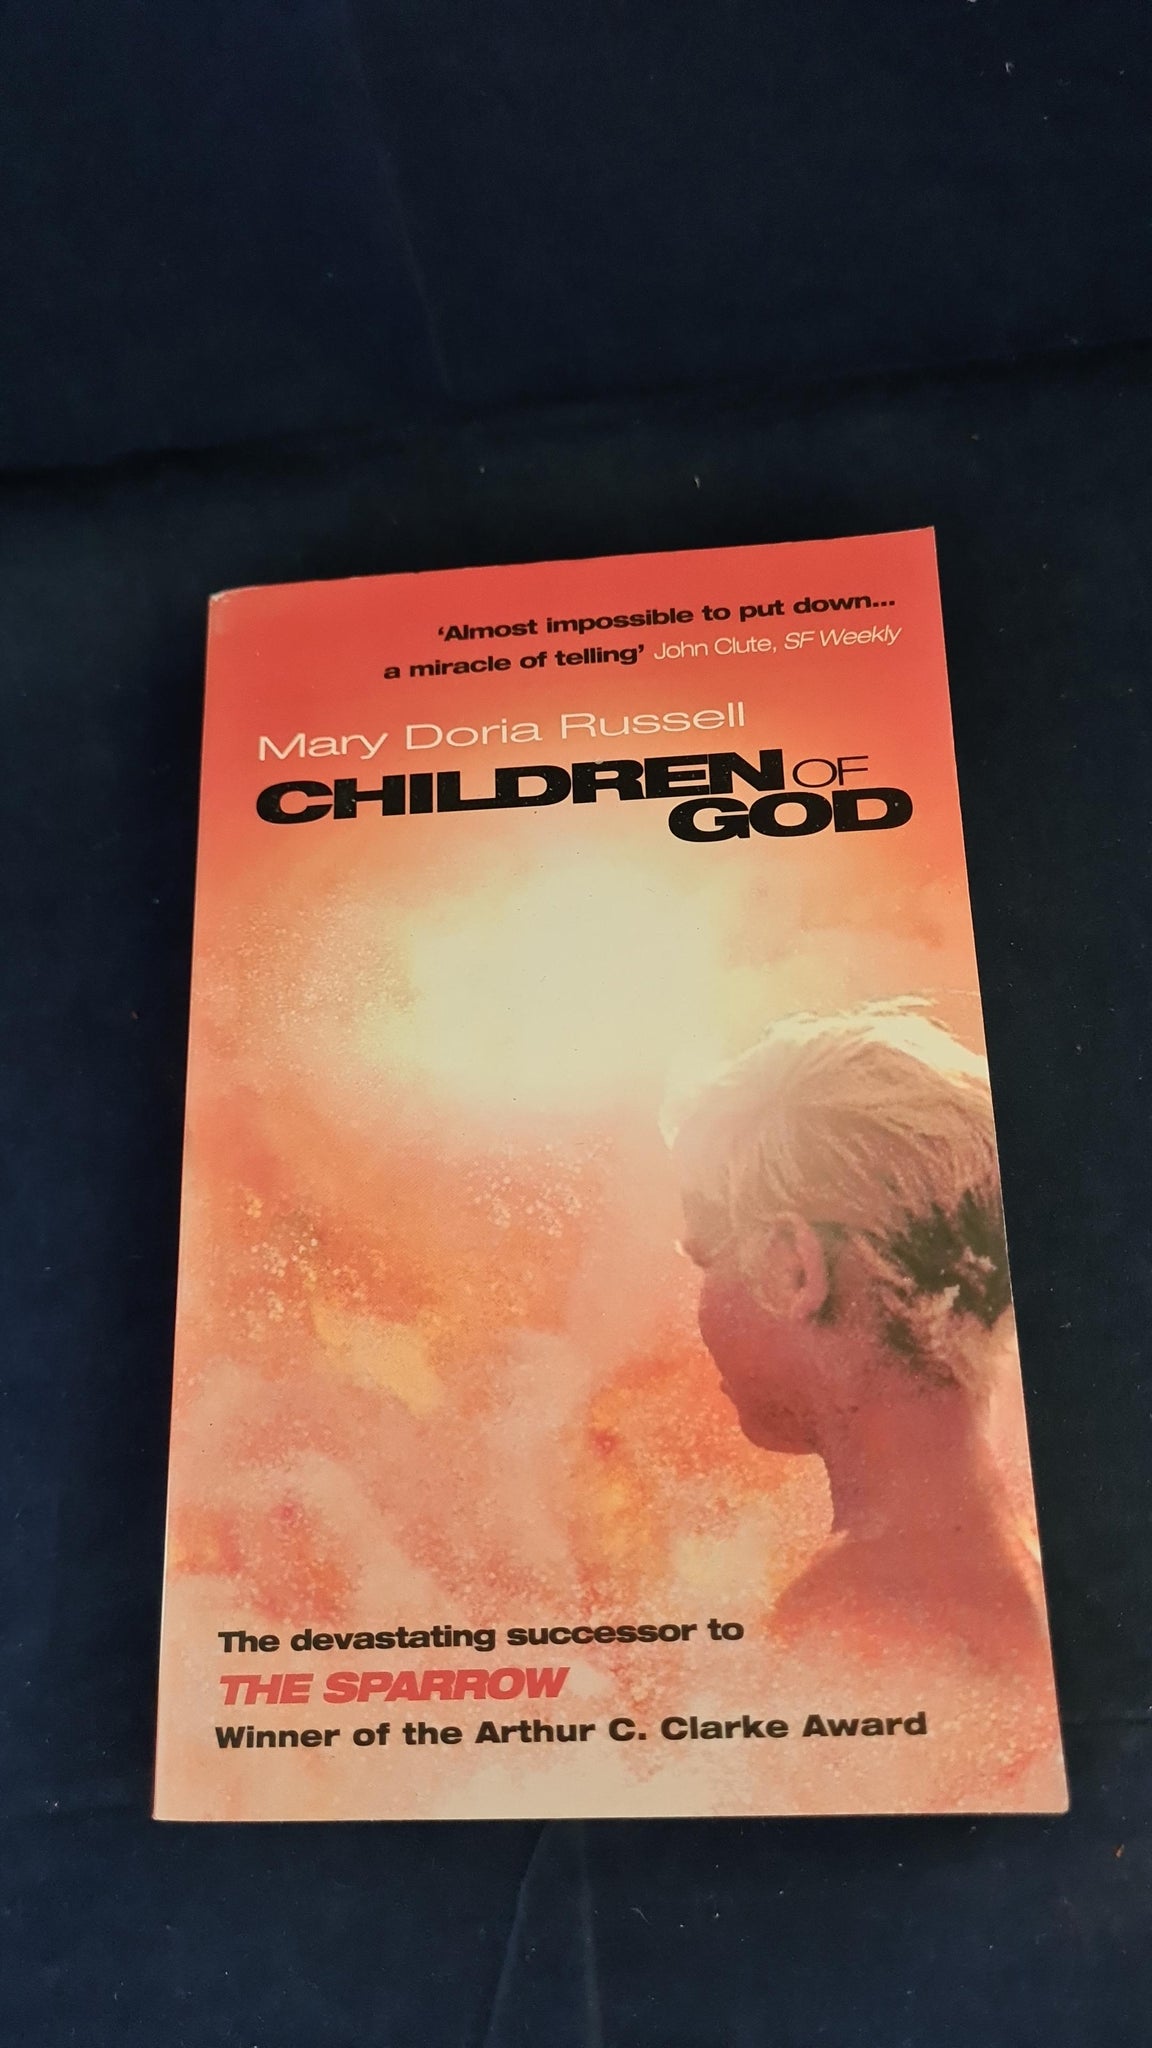 ‘Almost impossible to put down...
a miracle of telling’ John Clute, SF Weekly
Mary Doria Russell
CHILDREN OF
GOD
The devastating successor to
THE SPARROW
Winner of the Arthur C. Clarke Award